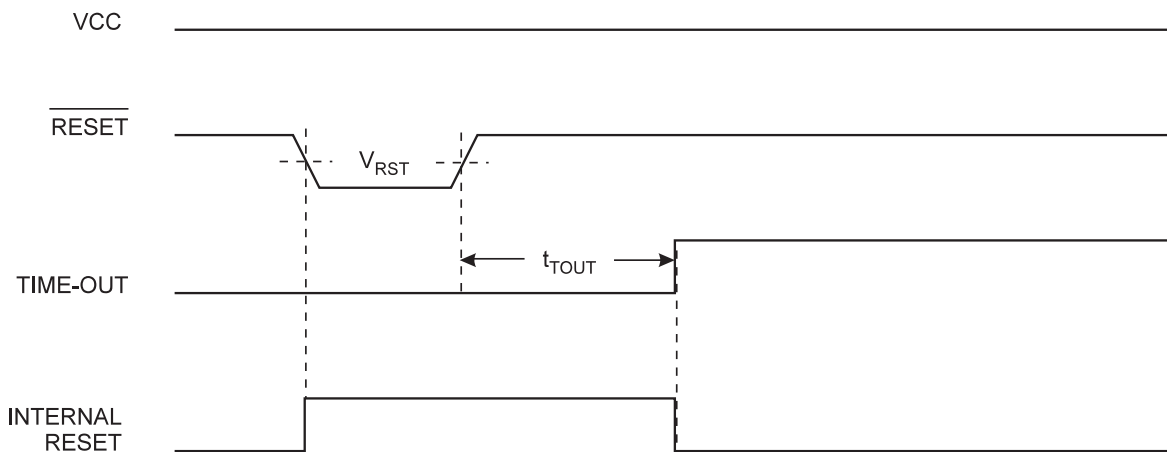 VCC
RESET
VRST
tTOUT
TIME-OUT
INTERNAL
RESET